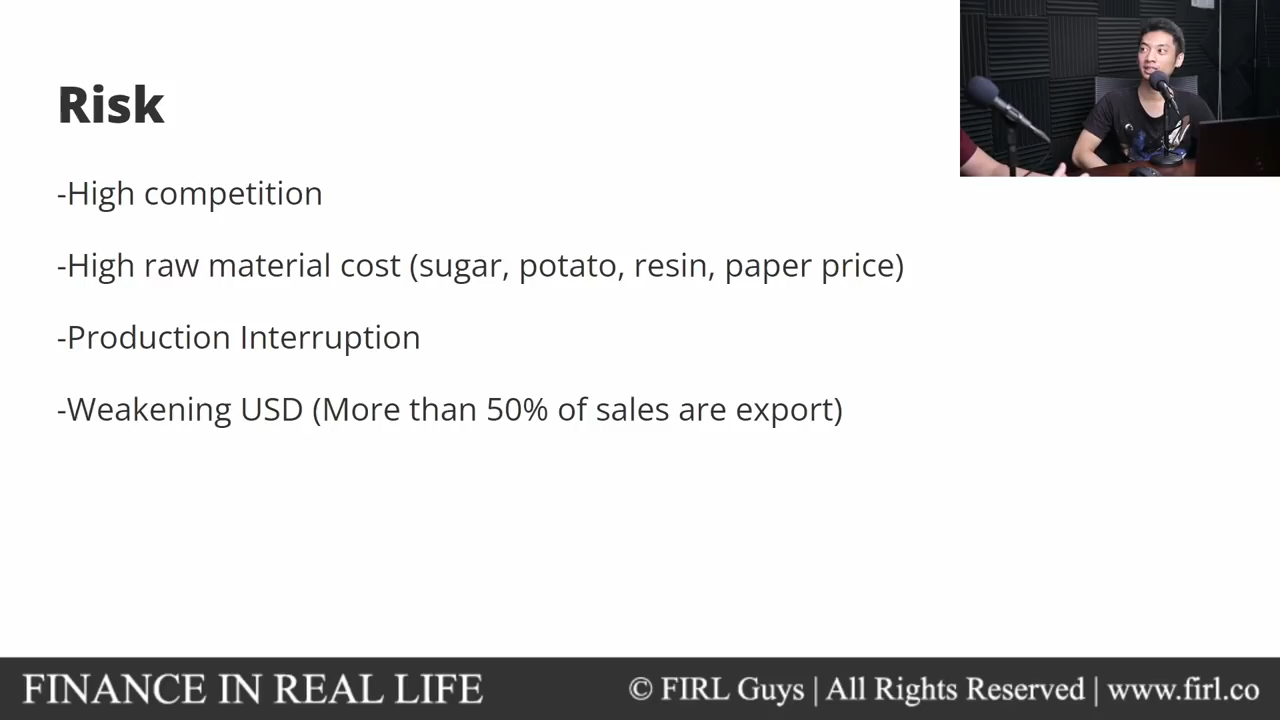 Risk
-High competition
-High raw material cost (sugar, potato, resin, paper price)
-Production Interruption
-Weakening USD (More than 50% of sales are export)
FINANCE IN REAL LIFE
© FIRL Guys | All Rights Reserved | www.firl.co